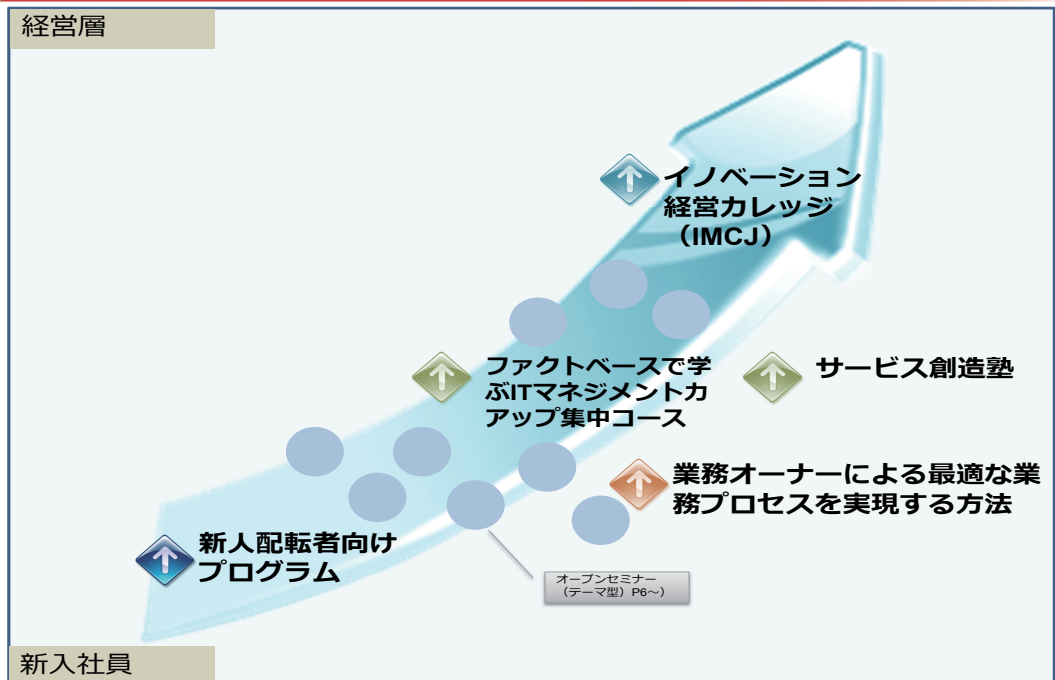 経営層
イノベーション
経営カレッジ
（IMCJ）
ファクトベースで学
ぶITマネジメント力
アップ集中コース
サービス創造塾
業務オーナーによる最適な業
務プロセスを実現する方法
新人配転者向け
プログラム
オープンセミナー
（テーマ型）P6～）
新入社員